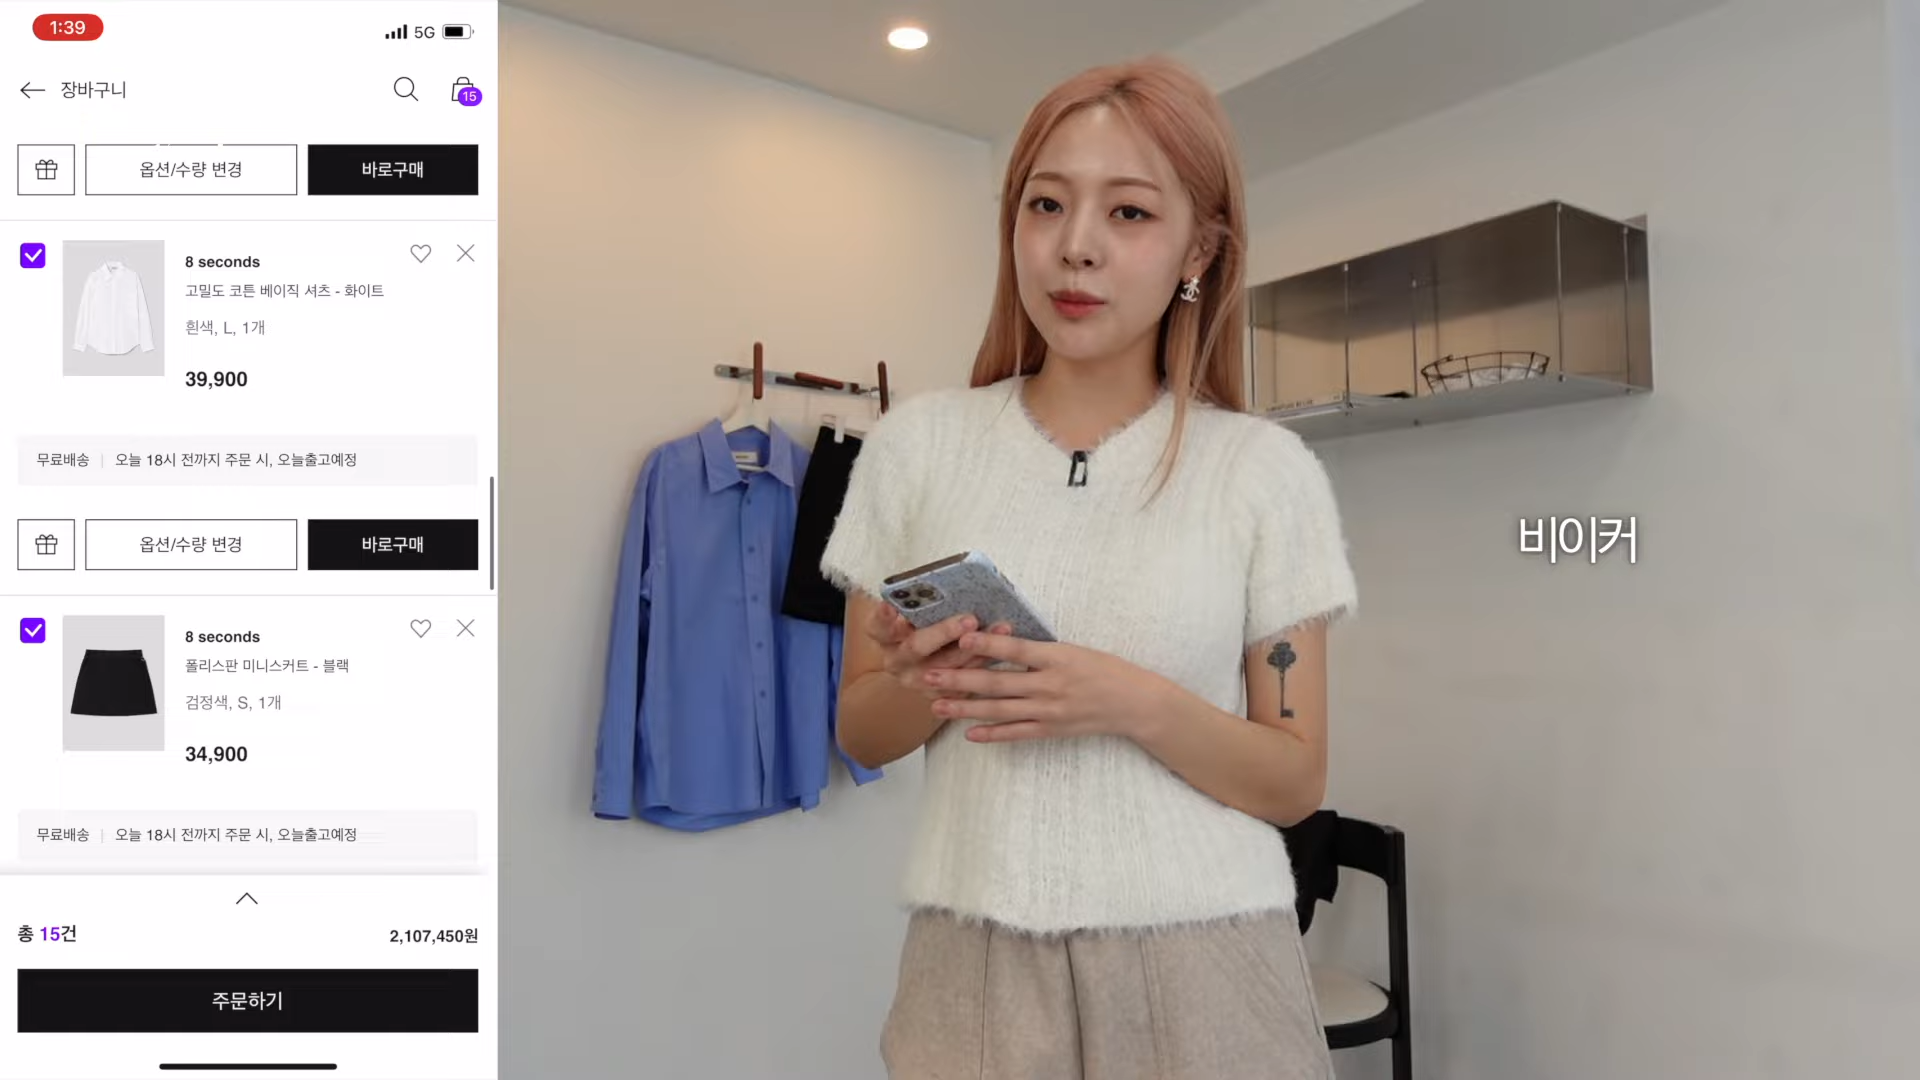 1:39
5G
장바구니
15
옵션/수량 변경
바로구매
8 seconds
고밀도 코튼 베이직 셔츠 - 화이트
흰색, L, 1개
39,900
무료배송 | 오늘 18시 전까지 주문 시, 오늘출고예정
옵션/수량 변경
바로구매
8 seconds
폴리스판 미니스커트 - 블랙
검정색, S, 1개
34,900
무료배송 | 오늘 18시 전까지 주문 시, 오늘출고예정
총 15건
2,107,450원
주문하기
비이커